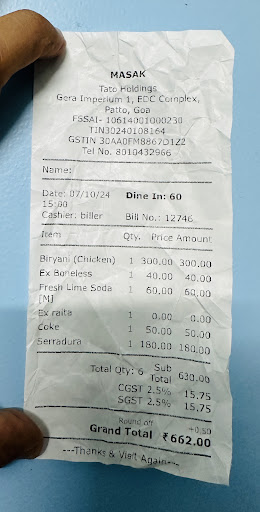 MASAK
Tato Holdings
Gera Imperium 1, EDC Complex,
Patto, Goa
FSSAI- 10614001000230
TIN30240108164
GSTIN 30AAOFM8867D1Z2
Tel No. 8010432966
Name:
Date: 07/10/24 Dine In: 60
15:00
Cashier: biller Bill No.: 12746
Item Qty. Price Amount
Biryani (Chicken) 1 300.00 300.00
Ex Boneless 1 40.00 40.00
Fresh Lime Soda 1 60.00 60.00
[M]
Ex raita 1 0.00 0.00
Coke 1 50.00 50.00
Serradura 1 180.00 180.00
Total Qty: 6 Sub Total 630.00
CGST 2.5% 15.75
SGST 2.5% 15.75
Round off +0.50
Grand Total ₹662.00
---Thanks & Visit Again---